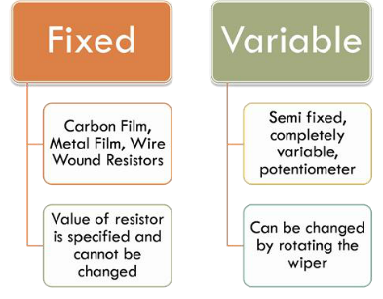 Fixed
Carbon Film,
Metal Film, Wire
Wound Resistors
Value of resistor
is specified and
cannot be
changed
Variable
Semi fixed,
completely
variable,
potentiometer
Can be changed
by rotating the
wiper